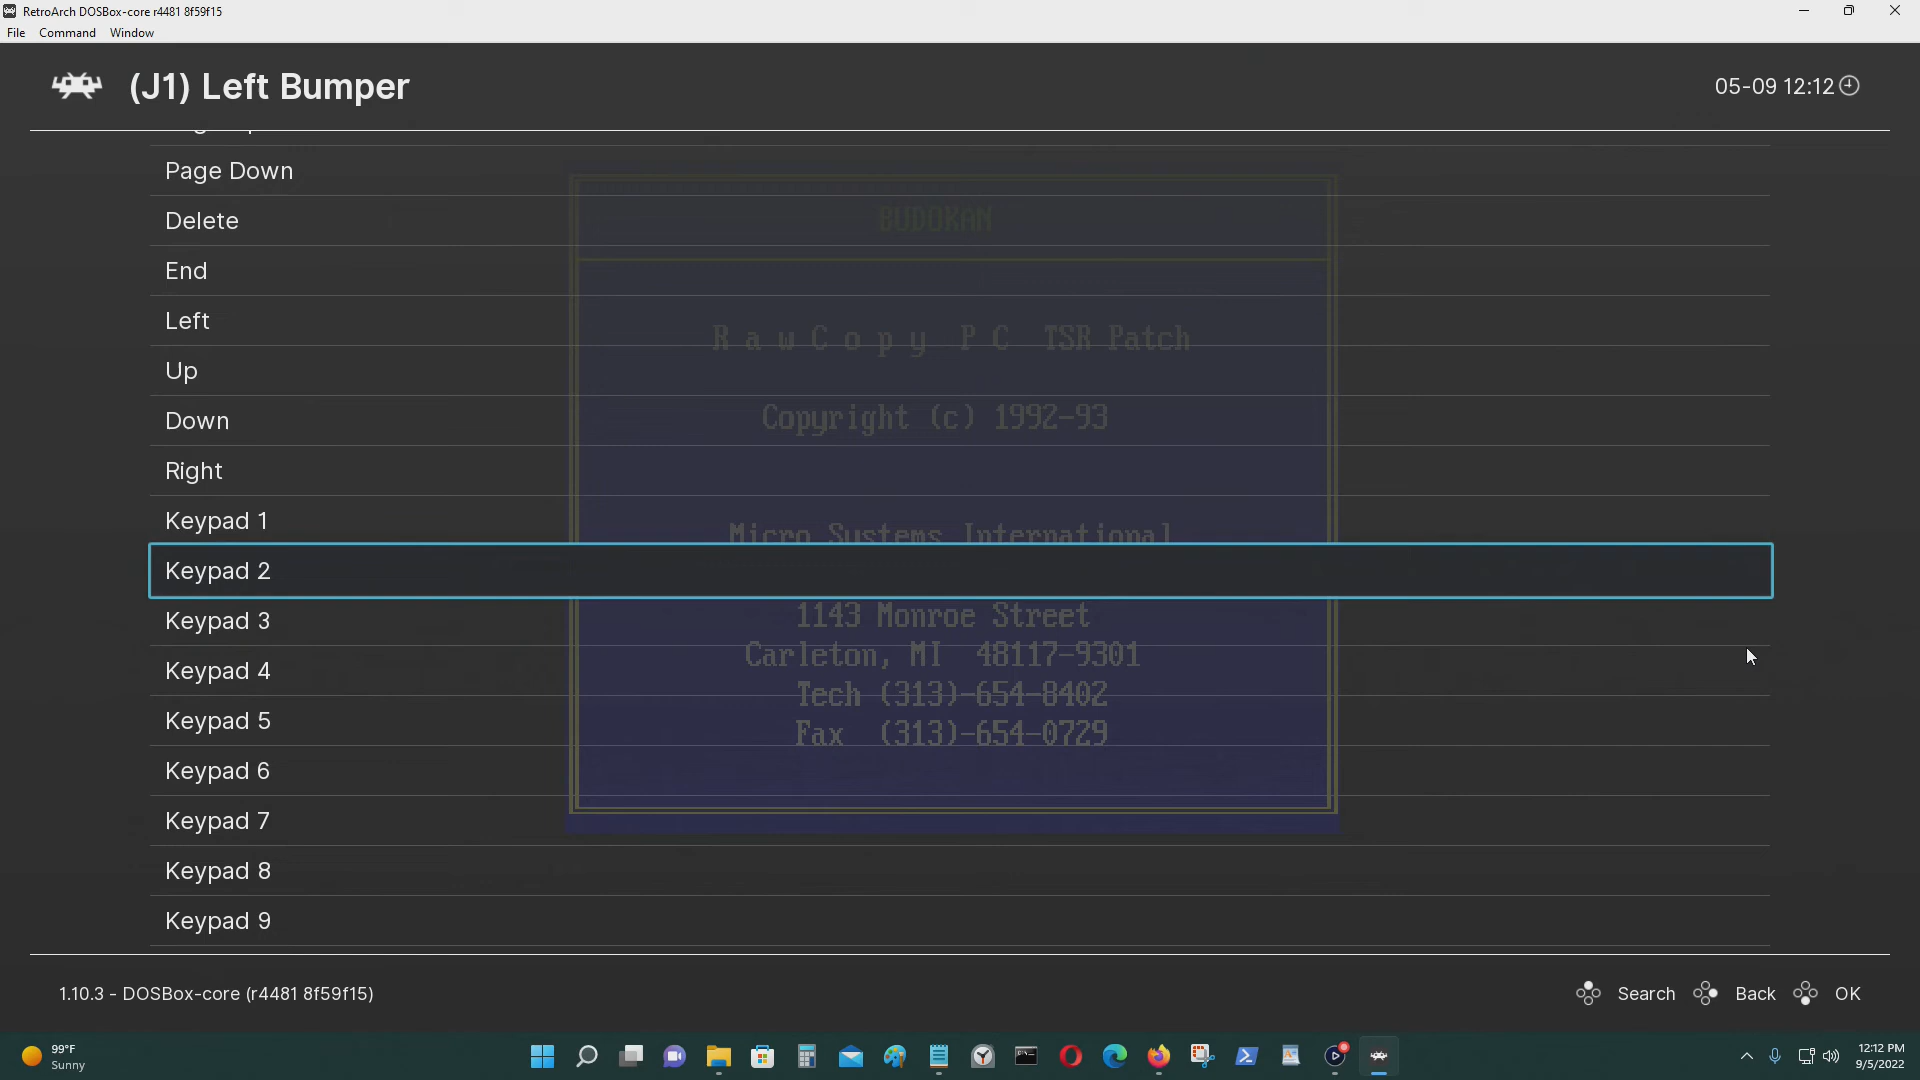 RetroArch DOSBox-core r4481 8f59f15
File Command Window
(J1) Left Bumper
05-09 12:12
Page Down
Delete
End
Left
Up
Down
Right
Keypad 1
Keypad 2
Keypad 3
Keypad 4
Keypad 5
Keypad 6
Keypad 7
Keypad 8
Keypad 9
BUDOKAN
RawCopy PC TSR Patch
Copyright (c) 1992-93
Micro Systems International
1143 Monroe Street
Carleton, MI 48117-9301
Tech (313)-654-8402
Fax (313)-654-0729
1.10.3 - DOSBox-core (r4481 8f59f15)
Search Back OK
99°F
Sunny
12:12 PM
9/5/2022